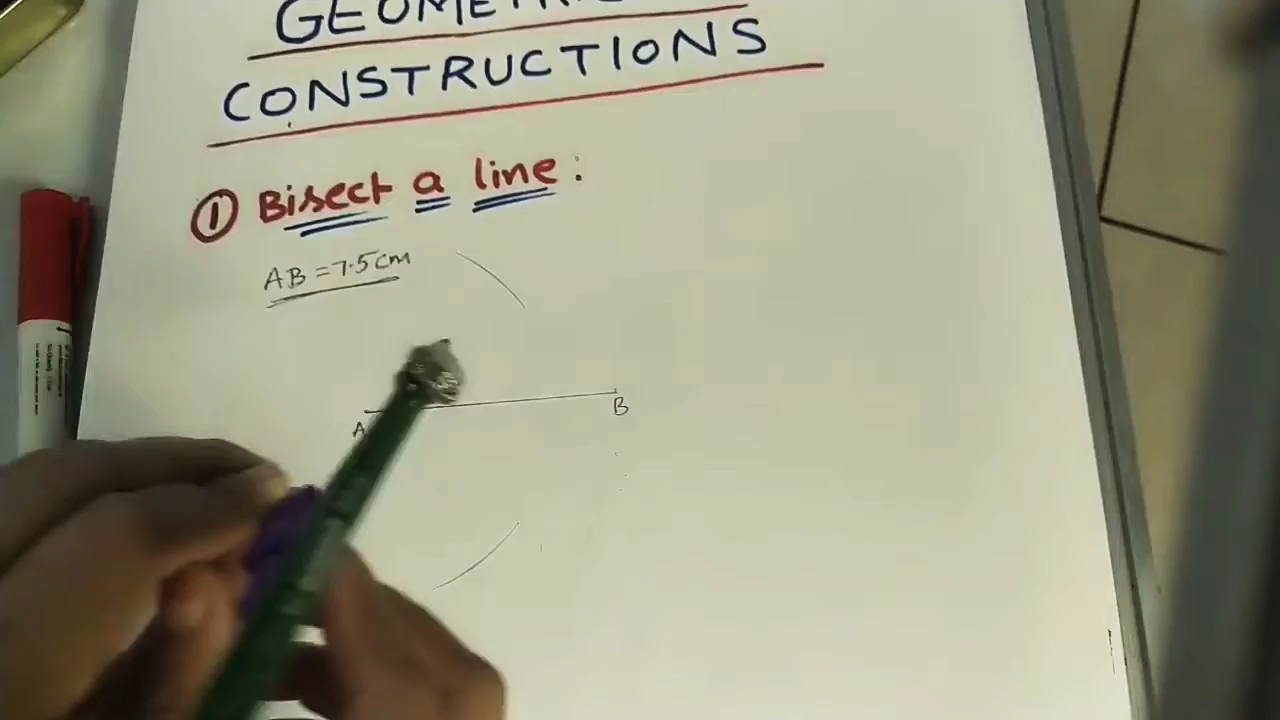 CONSTRUCTIONS
① Bisect a line :
AB = 7.5cm
A
B